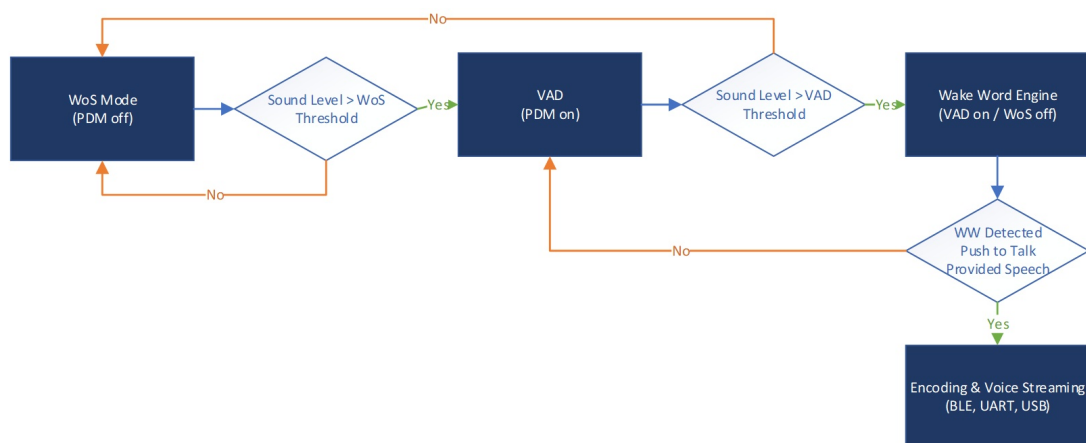 No
WoS Mode
(PDM off)
Sound Level > WoS
Threshold
Yes
VAD
(PDM on)
Sound Level > VAD
Threshold
Yes
Wake Word Engine
(VAD on / WoS off)
No
No
WW Detected
Push to Talk
Provided Speech
Yes
Encoding & Voice Streaming
(BLE, UART, USB)